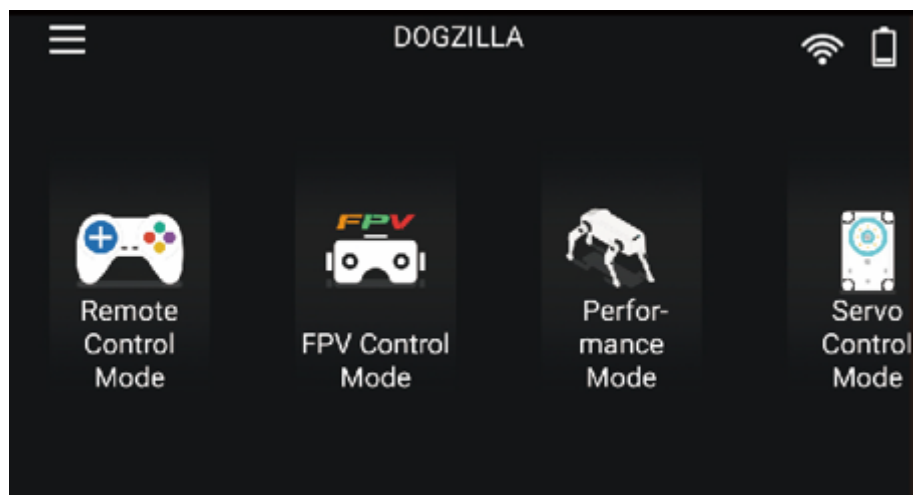 DOGZILLA
FPV
Remote
Control
Mode
FPV Control
Mode
Perfor-
mance
Mode
Servo
Control
Mode